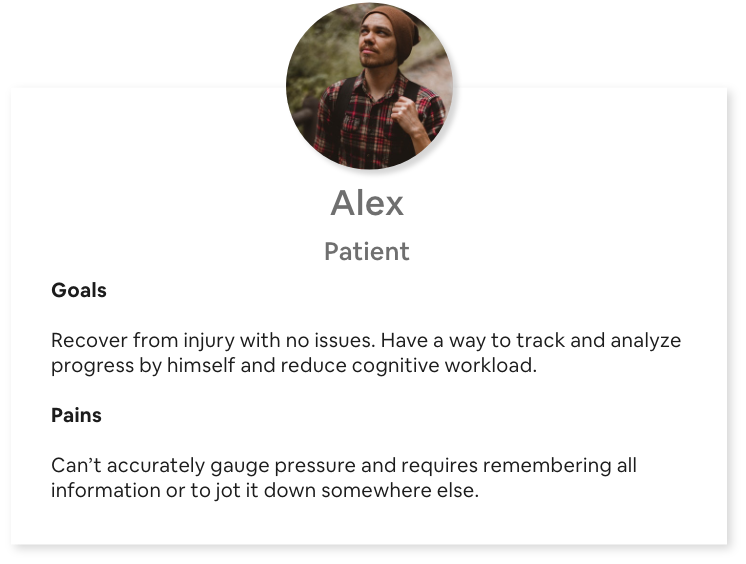 Alex
Patient
Goals
Recover from injury with no issues. Have a way to track and analyze
progress by himself and reduce cognitive workload.
Pains
Can’t accurately gauge pressure and requires remembering all
information or to jot it down somewhere else.